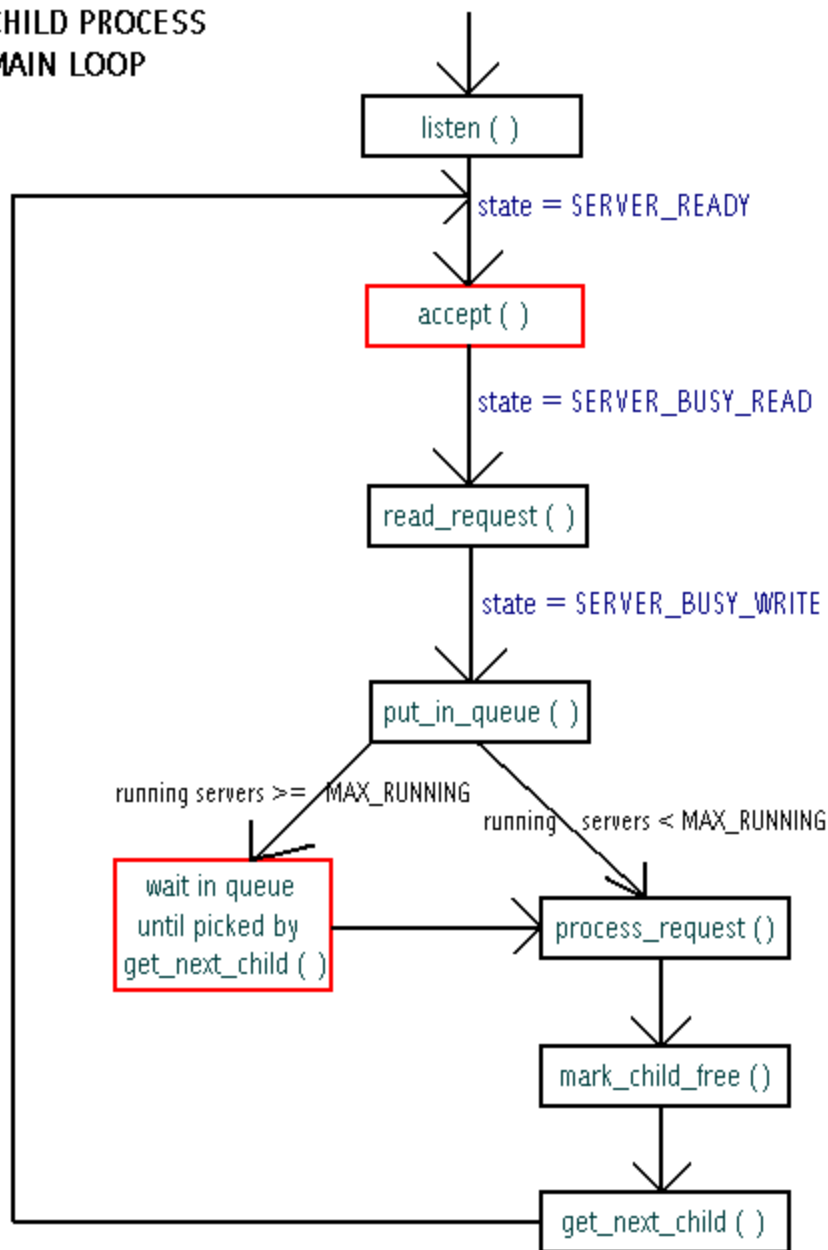 CHILD PROCESS
MAIN LOOP
listen ( )
state = SERVER_READY
accept ( )
state = SERVER_BUSY_READ
read_request ( )
state = SERVER_BUSY_WRITE
put_in_queue ( )
running servers >= MAX_RUNNING
running servers < MAX_RUNNING
wait in queue
until picked by
get_next_child ( )
process_request ()
mark_child_free ()
get_next_child ( )